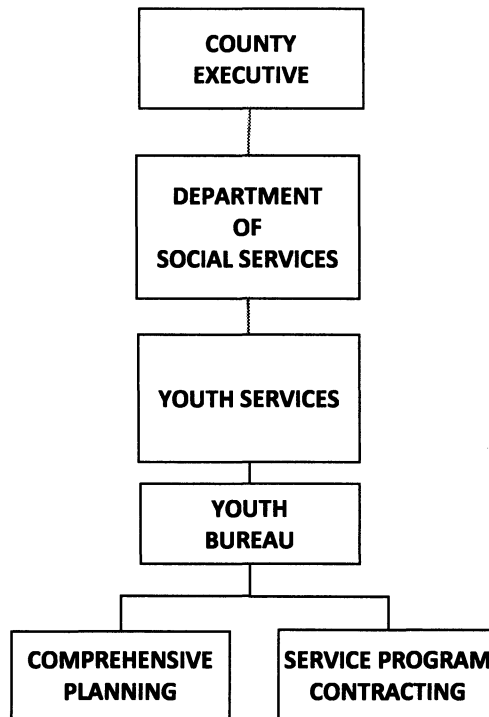 COUNTY
EXECUTIVE
DEPARTMENT
OF
SOCIAL SERVICES
YOUTH SERVICES
YOUTH
BUREAU
COMPREHENSIVE
PLANNING
SERVICE PROGRAM
CONTRACTING